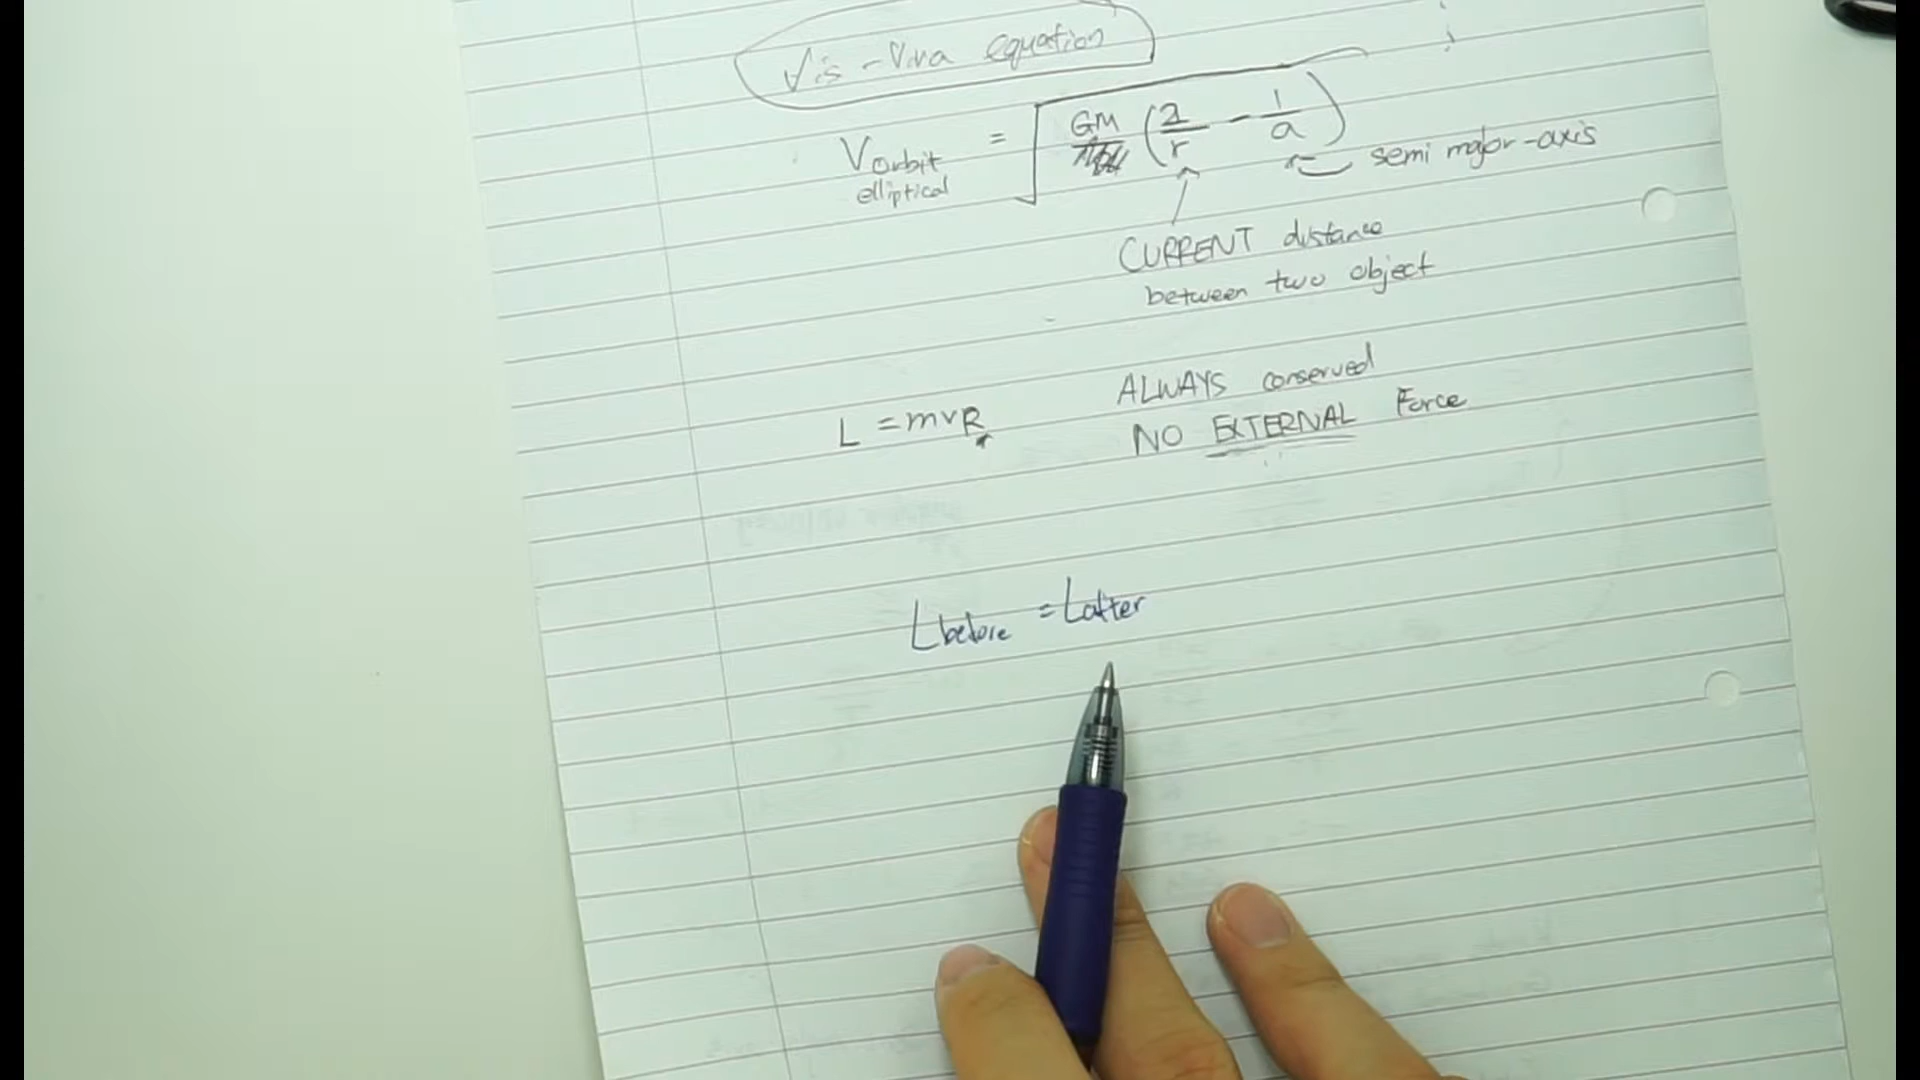 Vis-Viva equation
Vorbit elliptical = √GM (2/r - 1/a)
semi major-axis
CURRENT distance
between two object
L = mvR
ALWAYS conserved
NO EXTERNAL Force
Lbefore = Lafter